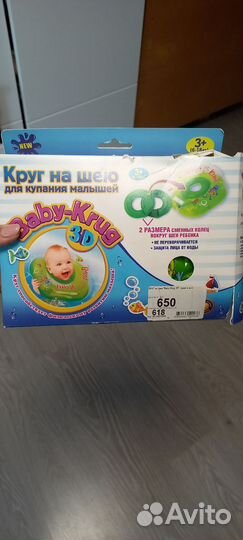 NEW
3+
Круг на шею
для купания малышей
Baby-Krug
3D
3+
2 РАЗМЕРА СМЕННЫХ КОЛЕЦ
ВОКРУГ ШЕИ РЕБЕНКА
• НЕ ПЕРЕВОРАЧИВАЕТСЯ
• ЗАЩИТА ЛИЦА ОТ ВОДЫ
650
618
Avito